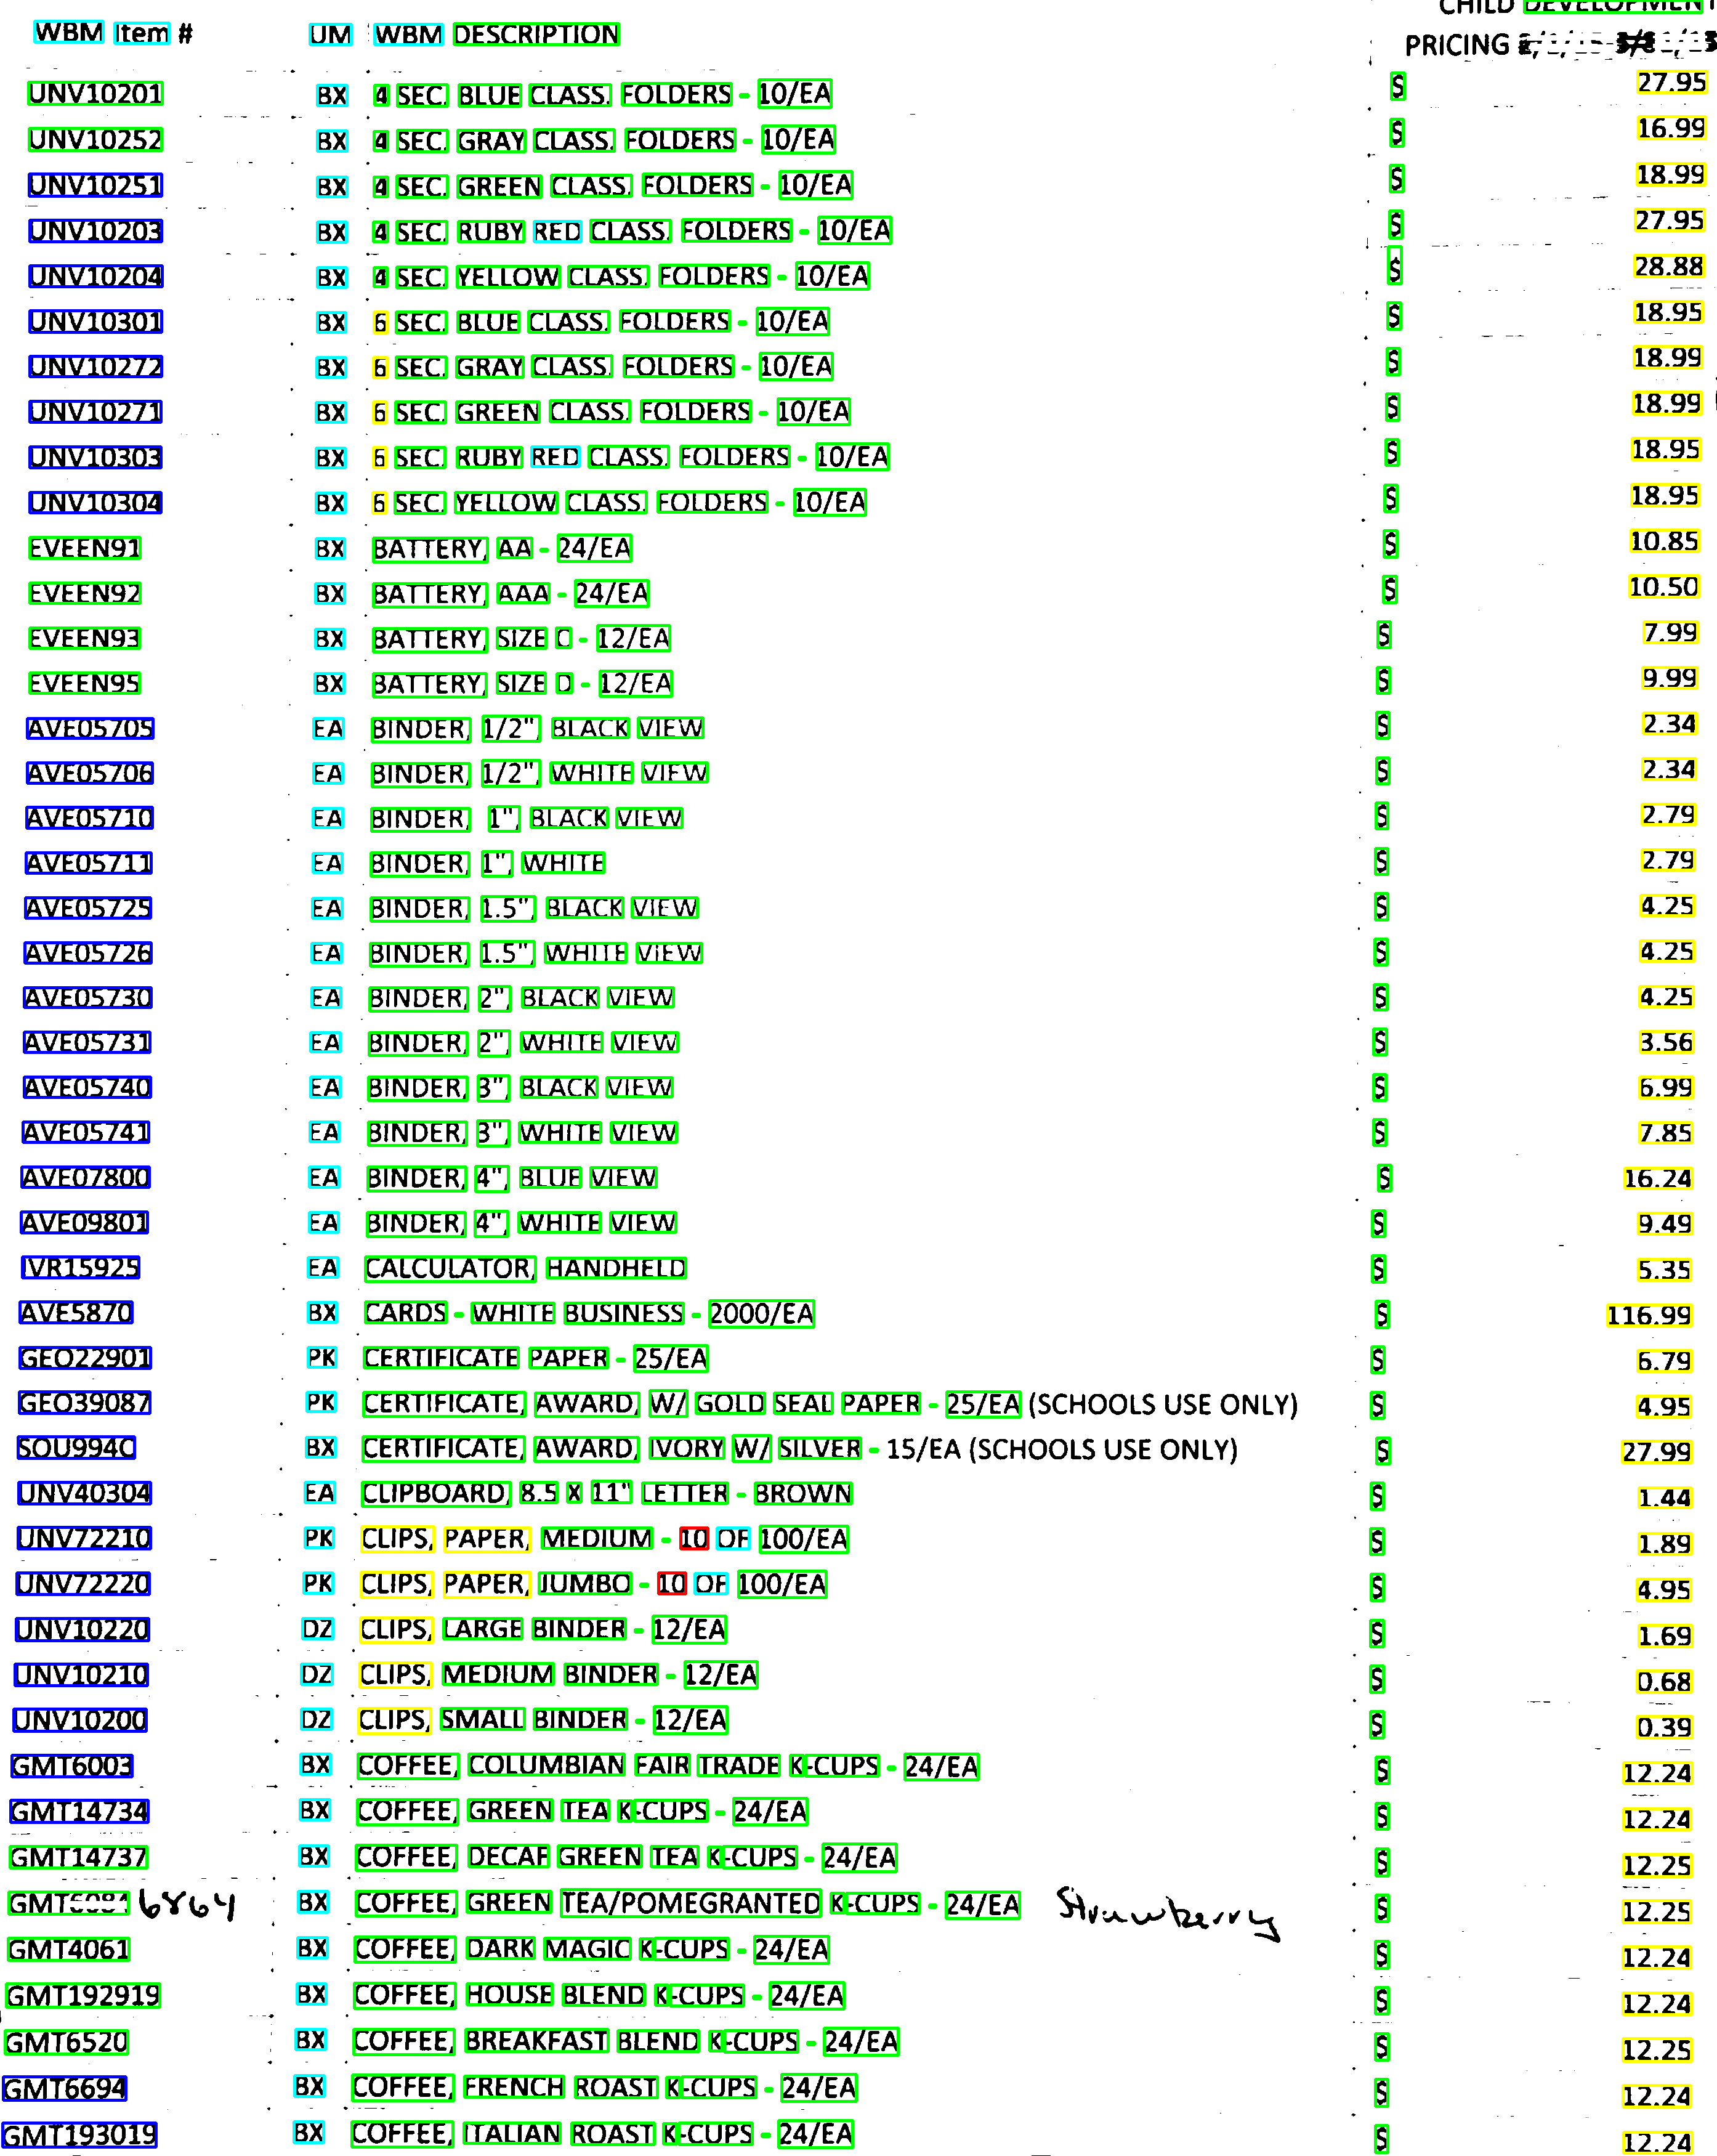 CHILD DEVELOPMENT
WBM Item # UM WBM DESCRIPTION PRICING
UNV10201 BX 4 SEC. BLUE CLASS. FOLDERS - 10/EA $ 27.95
UNV10252 BX 4 SEC. GRAY CLASS. FOLDERS - 10/EA $ 16.99
UNV10251 BX 4 SEC. GREEN CLASS. FOLDERS - 10/EA $ 18.99
UNV10203 BX 4 SEC. RUBY RED CLASS. FOLDERS - 10/EA $ 27.95
UNV10204 BX 4 SEC. YELLOW CLASS. FOLDERS - 10/EA $ 28.88
UNV10301 BX 6 SEC. BLUE CLASS. FOLDERS - 10/EA $ 18.95
UNV10272 BX 6 SEC. GRAY CLASS. FOLDERS - 10/EA $ 18.99
UNV10271 BX 6 SEC. GREEN CLASS. FOLDERS - 10/EA $ 18.99
UNV10303 BX 6 SEC. RUBY RED CLASS. FOLDERS - 10/EA $ 18.95
UNV10304 BX 6 SEC. YELLOW CLASS. FOLDERS - 10/EA $ 18.95
EVEEN91 BX BATTERY, AA - 24/EA $ 10.85
EVEEN92 BX BATTERY, AAA - 24/EA $ 10.50
EVEEN93 BX BATTERY, SIZE C - 12/EA $ 7.99
EVEEN95 BX BATTERY, SIZE D - 12/EA $ 9.99
AVE05705 EA BINDER, 1/2", BLACK VIEW $ 2.34
AVE05706 EA BINDER, 1/2", WHITE VIEW $ 2.34
AVE05710 EA BINDER, 1", BLACK VIEW $ 2.79
AVE05711 EA BINDER, 1", WHITE $ 2.79
AVE05725 EA BINDER, 1.5", BLACK VIEW $ 4.25
AVE05726 EA BINDER, 1.5", WHITE VIEW $ 4.25
AVE05730 EA BINDER, 2", BLACK VIEW $ 4.25
AVE05731 EA BINDER, 2", WHITE VIEW $ 3.56
AVE05740 EA BINDER, 3", BLACK VIEW $ 6.99
AVE05741 EA BINDER, 3", WHITE VIEW $ 7.85
AVE07800 EA BINDER, 4", BLUE VIEW $ 16.24
AVE09801 EA BINDER, 4", WHITE VIEW $ 9.49
IVR15925 EA CALCULATOR, HANDHELD $ 5.35
AVE5870 BX CARDS - WHITE BUSINESS - 2000/EA $ 116.99
GEO22901 PK CERTIFICATE PAPER - 25/EA $ 6.79
GEO39087 PK CERTIFICATE, AWARD, W/ GOLD SEAL PAPER - 25/EA (SCHOOLS USE ONLY) $ 4.95
SOU994C BX CERTIFICATE, AWARD, IVORY W/ SILVER - 15/EA (SCHOOLS USE ONLY) $ 27.99
UNV40304 EA CLIPBOARD, 8.5 X 11" LETTER - BROWN $ 1.44
UNV72210 PK CLIPS, PAPER, MEDIUM - 10 OF 100/EA $ 1.89
UNV72220 PK CLIPS, PAPER, JUMBO - 10 OF 100/EA $ 4.95
UNV10220 DZ CLIPS, LARGE BINDER - 12/EA $ 1.69
UNV10210 DZ CLIPS, MEDIUM BINDER - 12/EA $ 0.68
UNV10200 DZ CLIPS, SMALL BINDER - 12/EA $ 0.39
GMT6003 BX COFFEE, COLUMBIAN FAIR TRADE K-CUPS - 24/EA $ 12.24
GMT14734 BX COFFEE, GREEN TEA K-CUPS - 24/EA $ 12.24
GMT14737 BX COFFEE, DECAF GREEN TEA K-CUPS - 24/EA $ 12.25
6864 BX COFFEE, GREEN TEA/POMEGRANTED K-CUPS - 24/EA Strawberry $ 12.25
GMT4061 BX COFFEE, DARK MAGIC K-CUPS - 24/EA $ 12.24
GMT192919 BX COFFEE, HOUSE BLEND K-CUPS - 24/EA $ 12.24
GMT6520 BX COFFEE, BREAKFAST BLEND K-CUPS - 24/EA $ 12.25
GMT6694 BX COFFEE, FRENCH ROAST K-CUPS - 24/EA $ 12.24
GMT193019 BX COFFEE, ITALIAN ROAST K-CUPS - 24/EA $ 12.24